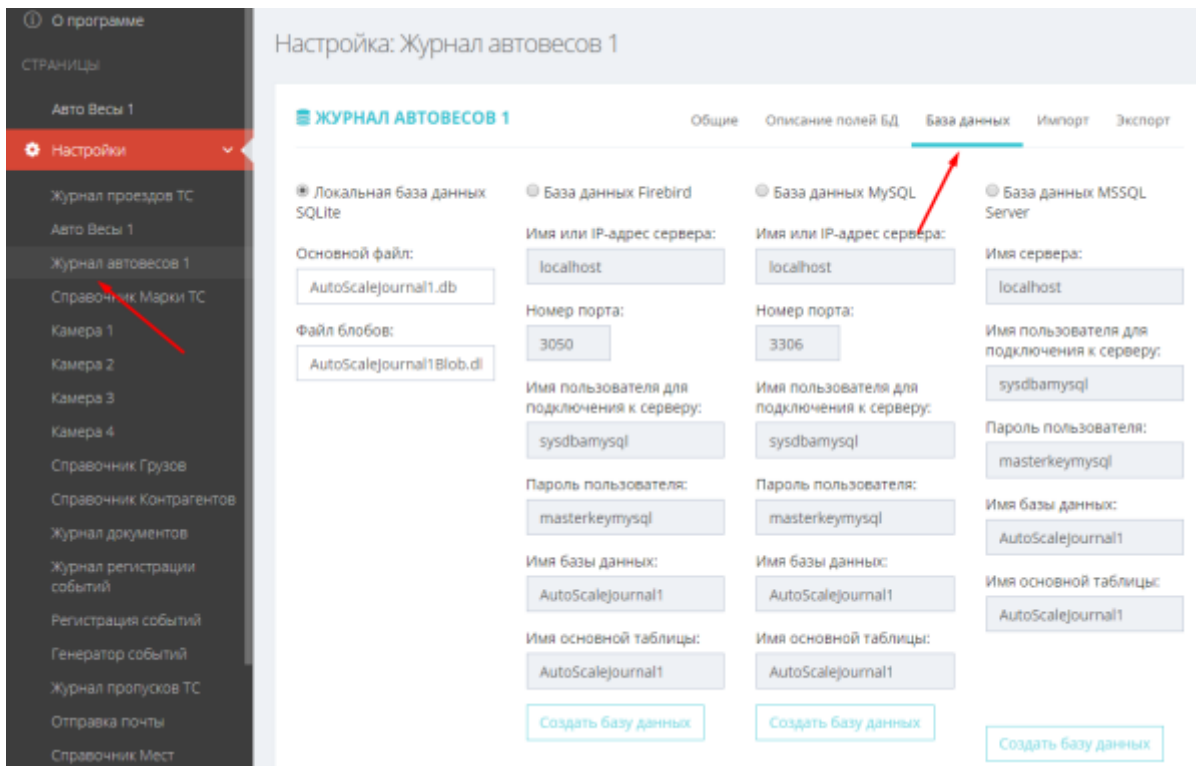 О программе
СТРАНИЦЫ
Авто Весы 1
Настройки
Журнал проездов ТС
Авто Весы 1
Журнал автовесов 1
Справочник Марки ТС
Камера 1
Камера 2
Камера 3
Камера 4
Справочник Грузов
Справочник Контрагентов
Журнал документов
Журнал регистрации
событий
Регистрация событий
Генератор событий
Журнал пропусков ТС
Отправка почты
Справочник Мест
Настройка: Журнал автовесов 1
ЖУРНАЛ АВТОВЕСОВ 1
Общие
Описание полей БД
База данных
Импорт
Экспорт
Локальная база данных
SQLite
Основной файл:
AutoScaleJournal1.db
Файл блобов:
AutoScaleJournal1Blob.dl
База данных Firebird
Имя или IP-адрес сервера:
localhost
Номер порта:
3050
Имя пользователя для
подключения к серверу:
sysdbamysql
Пароль пользователя:
masterkeymysql
Имя базы данных:
AutoScaleJournal1
Имя основной таблицы:
AutoScaleJournal1
Создать базу данных
База данных MySQL
Имя или IP-адрес сервера:
localhost
Номер порта:
3306
Имя пользователя для
подключения к серверу:
sysdbamysql
Пароль пользователя:
masterkeymysql
Имя базы данных:
AutoScaleJournal1
Имя основной таблицы:
AutoScaleJournal1
Создать базу данных
База данных MSSQL
Server
Имя сервера:
localhost
Имя пользователя для
подключения к серверу:
sysdbamysql
Пароль пользователя:
masterkeymysql
Имя базы данных:
AutoScaleJournal1
Имя основной таблицы:
AutoScaleJournal1
Создать базу данных